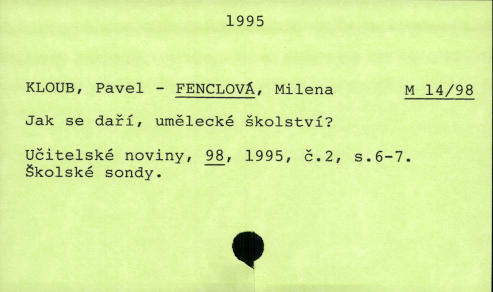 1995
KLOUB, Pavel - FENCLOVÁ, Milena M 14/98
Jak se daří, umělecké školství?
Učitelské noviny, 98, 1995, č.2, s.6-7.
Školské sondy.